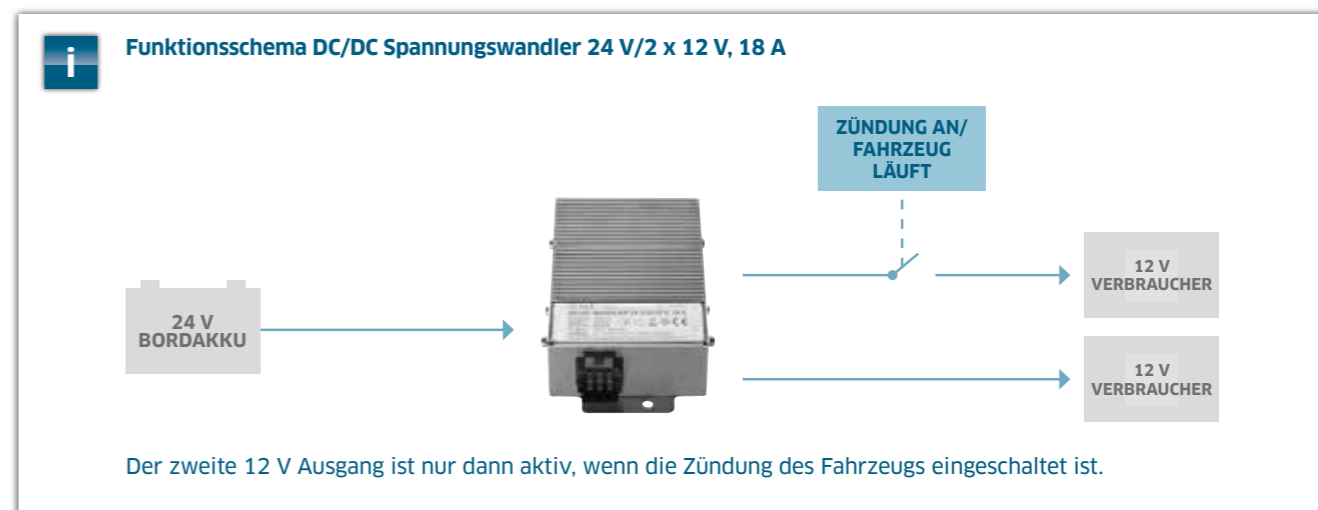 i
Funktionsschema DC/DC Spannungswandler 24 V/2 x 12 V, 18 A
ZÜNDUNG AN/
FAHRZEUG
LÄUFT
12 V
VERBRAUCHER
24 V
BORDAKKU
12 V
VERBRAUCHER
Der zweite 12 V Ausgang ist nur dann aktiv, wenn die Zündung des Fahrzeugs eingeschaltet ist.